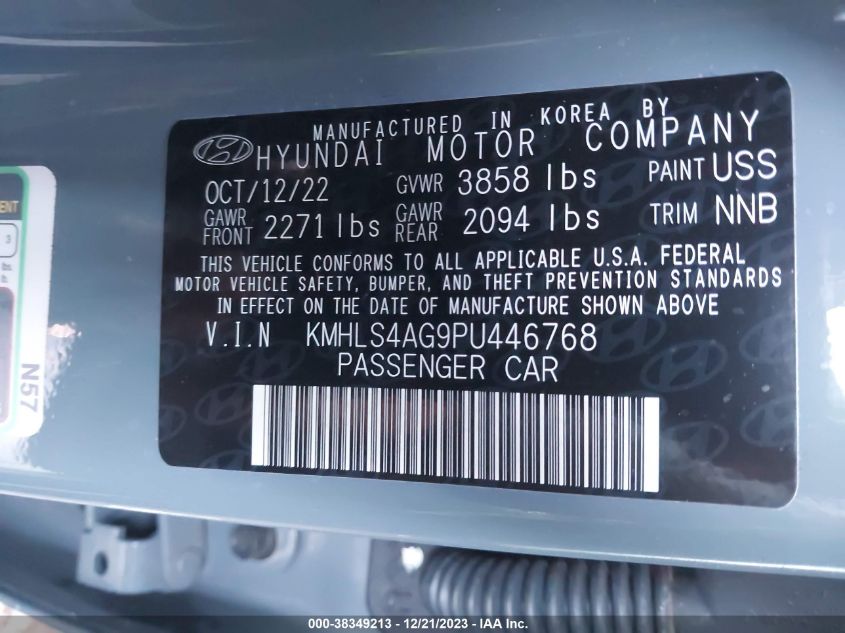 MANUFACTURED IN KOREA BY
HYUNDAI MOTOR COMPANY
OCT/12/22 GVWR 3858 lbs PAINT USS
GAWR FRONT 2271 lbs GAWR REAR 2094 lbs TRIM NNB
THIS VEHICLE CONFORMS TO ALL APPLICABLE U.S.A. FEDERAL
MOTOR VEHICLE SAFETY, BUMPER, AND THEFT PREVENTION STANDARDS
IN EFFECT ON THE DATE OF MANUFACTURE SHOWN ABOVE
V.I.N KMHLS4AG9PU446768
PASSENGER CAR
3
N57
000-38349213 - 12/21/2023 - IAAI.com